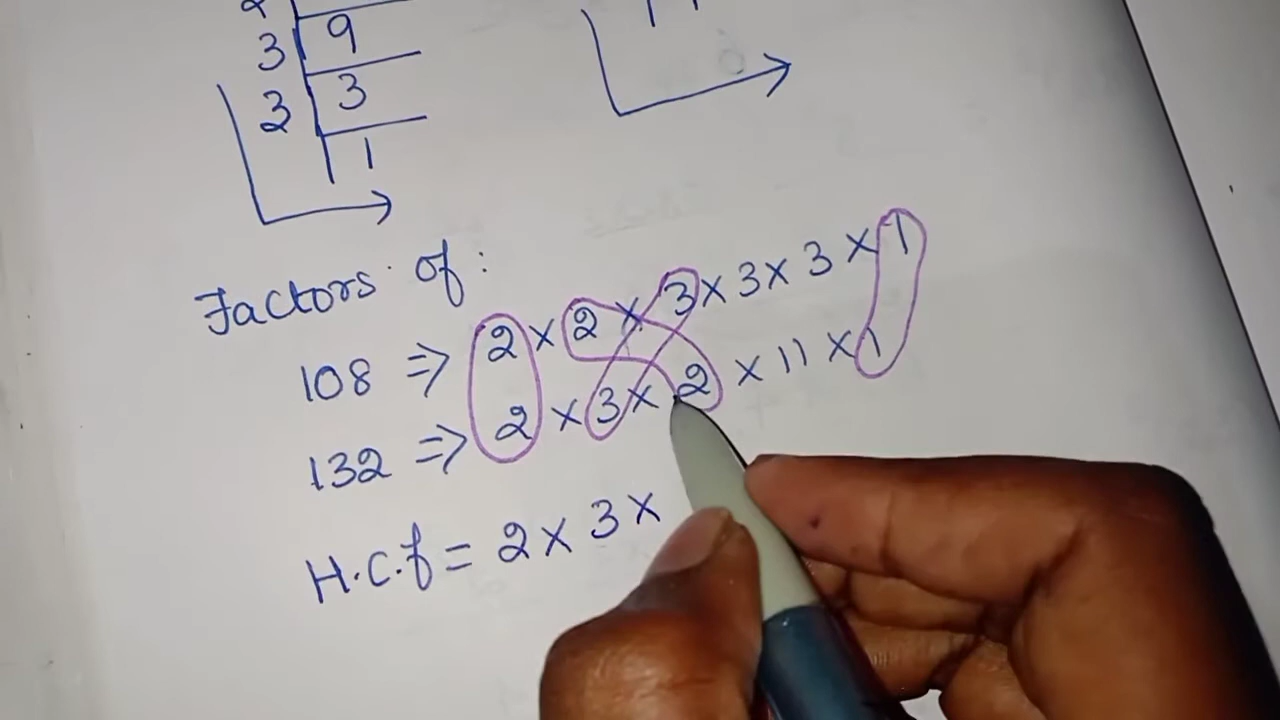 3 9
3 3
1
Factors of:
108 => 2 × 2 × 3 × 3 × 3 × 1
132 => 2 × 3 × 2 × 11 × 1
H.C.f = 2 × 3 ×